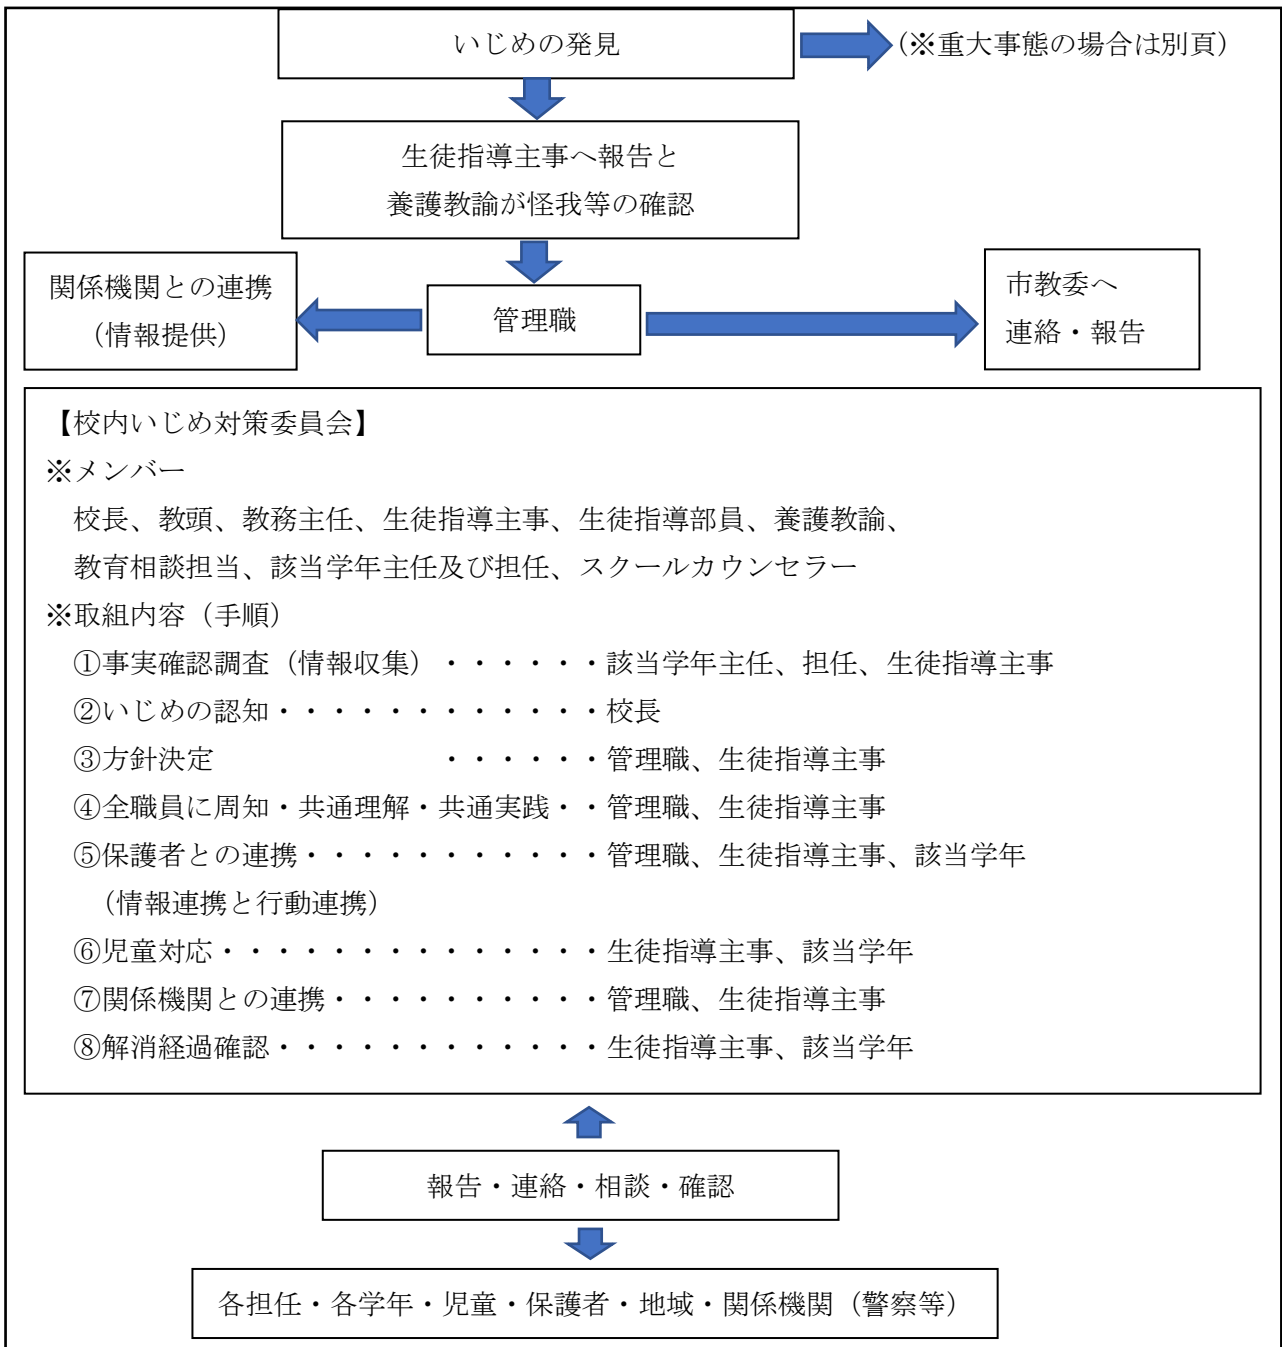 いじめの発見
(※重大事態の場合は別頁)
生徒指導主事へ報告と
養護教諭が怪我等の確認
関係機関との連携
（情報提供）
管理職
市教委へ
連絡・報告
【校内いじめ対策委員会】
※メンバー
校長、教頭、教務主任、生徒指導主事、生徒指導部員、養護教諭、
教育相談担当、該当学年主任及び担任、スクールカウンセラー
※取組内容（手順）
①事実確認調査（情報収集）・・・・・・該当学年主任、担任、生徒指導主事
②いじめの認知・・・・・・・・・・・・校長
③方針決定　　　　　　　　・・・・・・管理職、生徒指導主事
④全職員に周知・共通理解・共通実践・・管理職、生徒指導主事
⑤保護者との連携・・・・・・・・・・・管理職、生徒指導主事、該当学年
（情報連携と行動連携）
⑥児童対応・・・・・・・・・・・・・・生徒指導主事、該当学年
⑦関係機関との連携・・・・・・・・・・管理職、生徒指導主事
⑧解消経過確認・・・・・・・・・・・・生徒指導主事、該当学年
報告・連絡・相談・確認
各担任・各学年・児童・保護者・地域・関係機関（警察等）